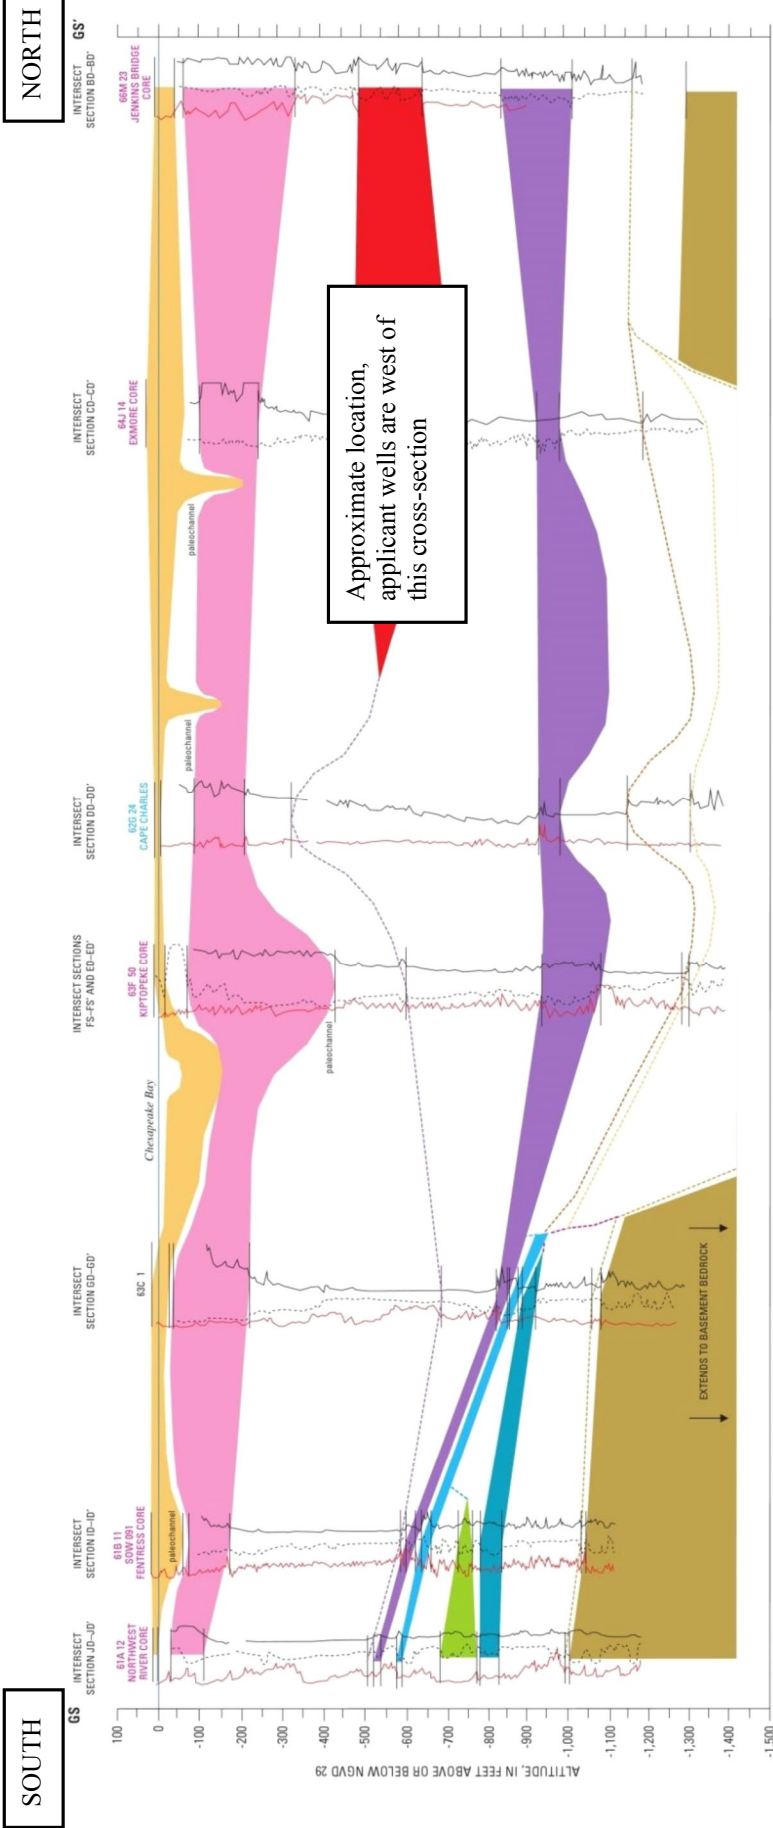 SOUTH
NORTH
GS
GS'
INTERSECT
SECTION JD–JD'
61A 12
NORTHWEST
RIVER CORE
INTERSECT
SECTION ID–ID'
61B 11
SOW 091
FENTRESS CORE
INTERSECT
SECTION GD–GD'
63C 1
INTERSECT SECTIONS
FS–FS' AND ED–ED'
63F 50
KIPTOPEKE CORE
INTERSECT
SECTION DD–DD'
62G 24
CAPE CHARLES
INTERSECT
SECTION CD–CD'
64J 14
EXMORE CORE
INTERSECT
SECTION BD–BD'
66M 23
JENKINS BRIDGE
CORE
Chesapeake Bay
paleochannel
paleochannel
paleochannel
paleochannel
Approximate location,
applicant wells are west of
this cross-section
EXTENDS TO BASEMENT BEDROCK
ALTITUDE, IN FEET ABOVE OR BELOW NGVD 29
100
0
-100
-200
-300
-400
-500
-600
-700
-800
-900
-1,000
-1,100
-1,200
-1,300
-1,400
-1,500